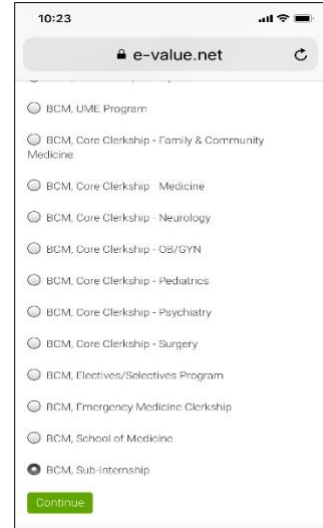 10:23
e-value.net
BCM, UME Program
BCM, Core Clerkship - Family & Community
Medicine
BCM, Core Clerkship - Medicine
BCM, Core Clerkship - Neurology
BCM, Core Clerkship - OB/GYN
BCM, Core Clerkship - Pediatrics
BCM, Core Clerkship - Psychiatry
BCM, Core Clerkship - Surgery
BCM, Electives/Selectives Program
BCM, Emergency Medicine Clerkship
BCM, School of Medicine
BCM, Sub-Internship
Continue